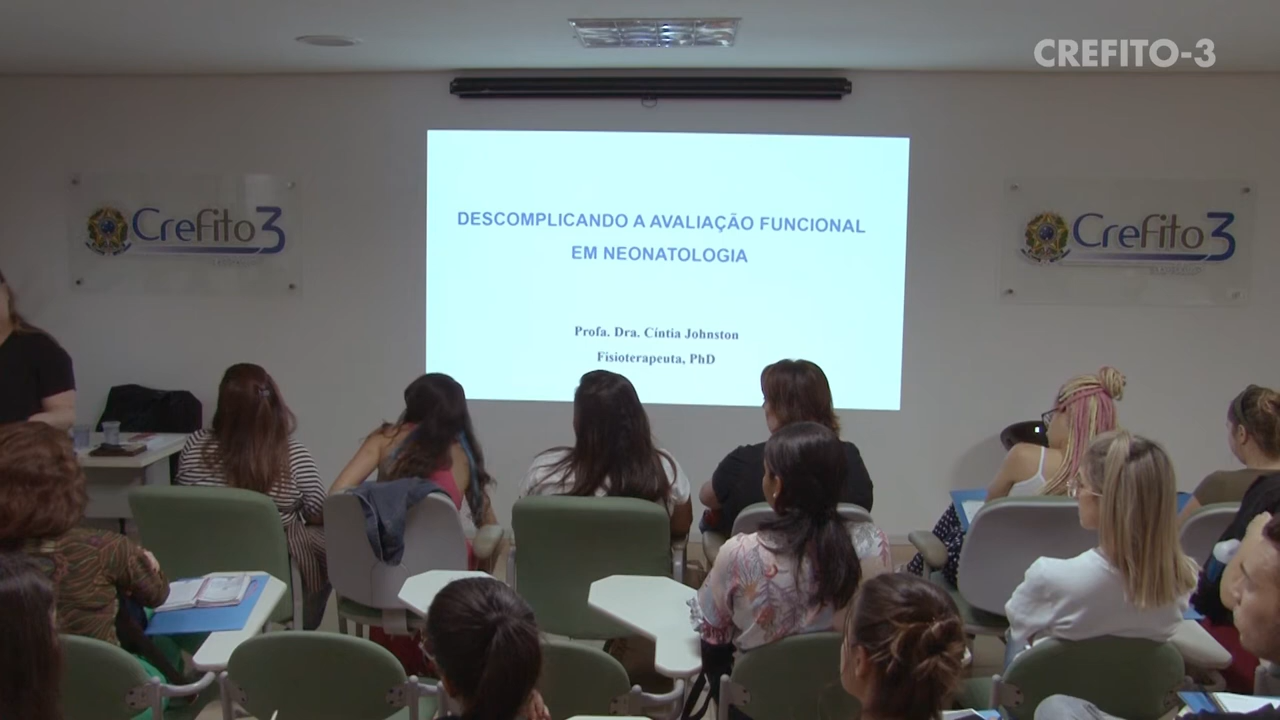 CREFITO-3
CreFito3
CreFito3
DESCOMPLICANDO A AVALIAÇÃO FUNCIONAL
EM NEONATOLOGIA
Profa. Dra. Cíntia Johnston
Fisioterapeuta, PhD